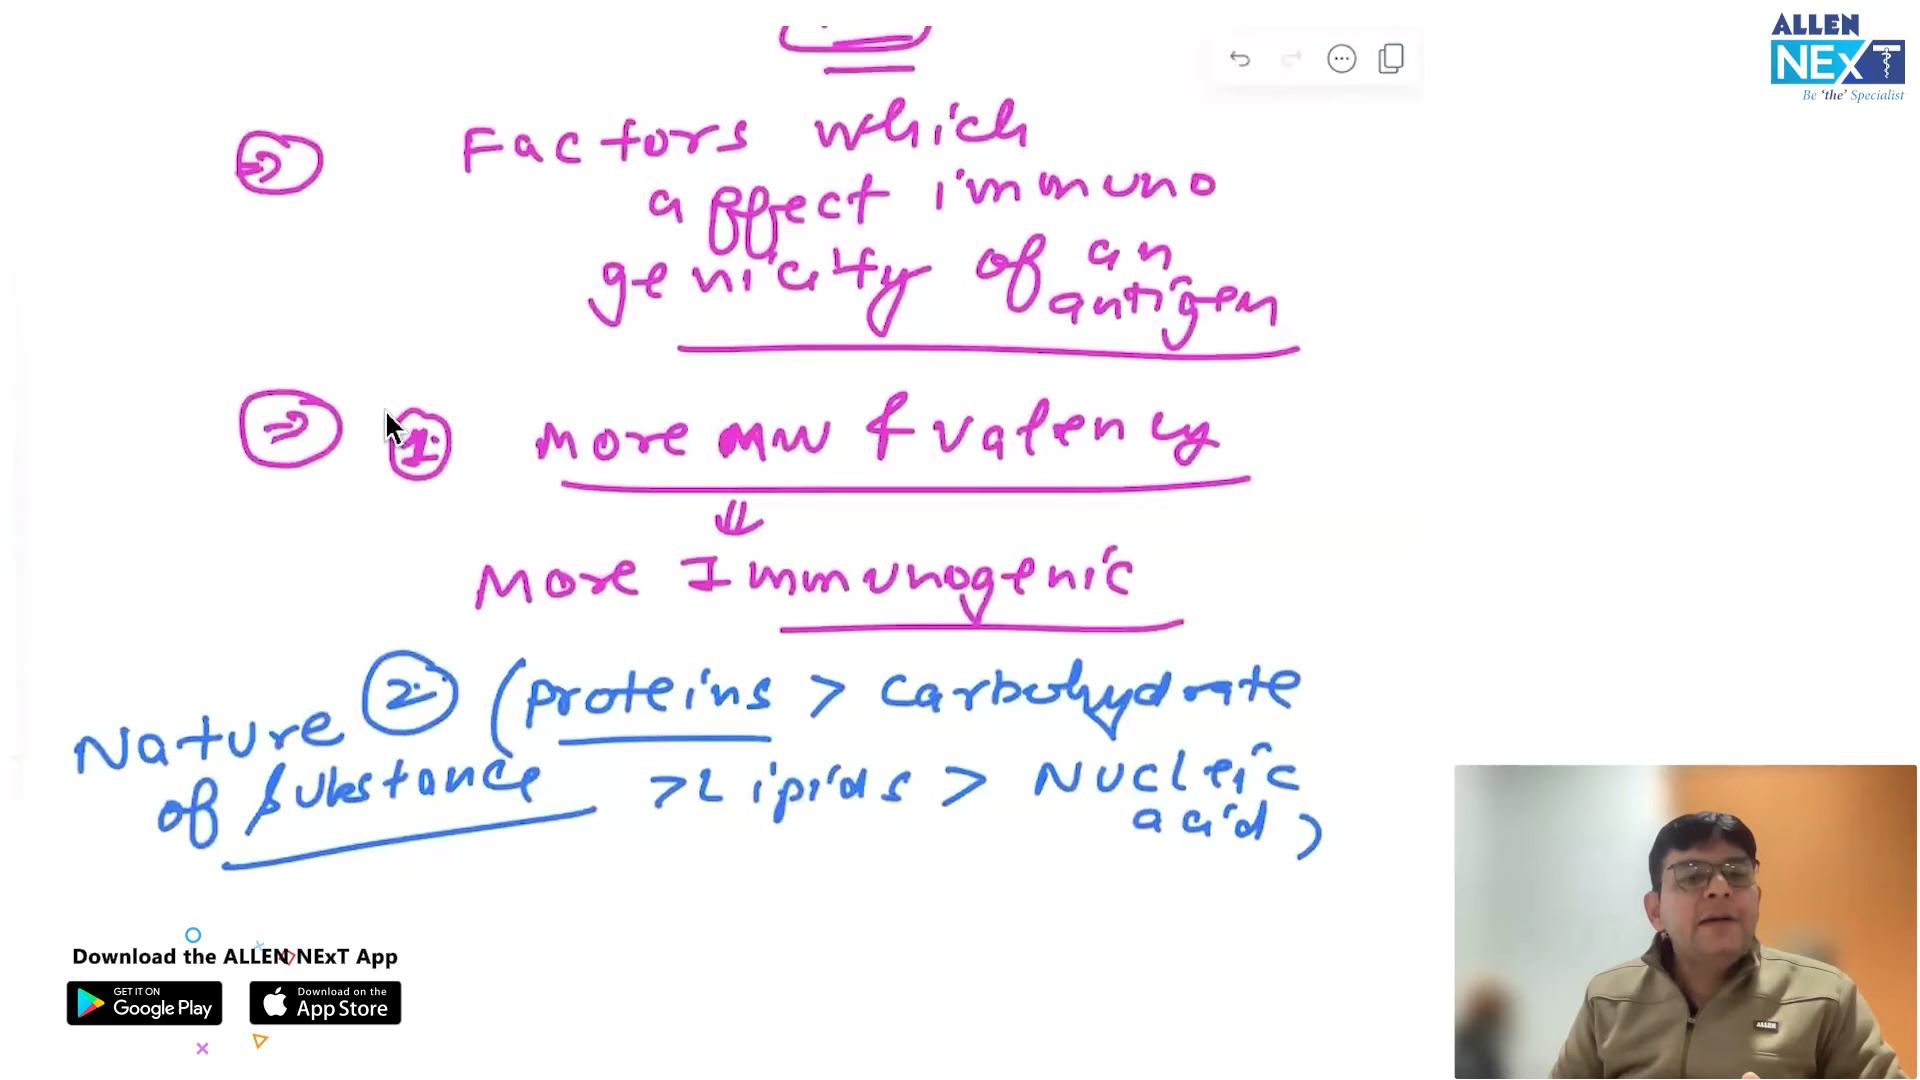 ALLEN
NExT
Be 'the' Specialist
Factors which
affect immuno
genicity of an
antigen
1. More MW & valency
More Immunogenic
Nature 2. (proteins > carbohydrate
of substance > Lipids > Nucleic
acid)
Download the ALLEN NExT App
GET IT ON
Google Play
Download on the
App Store
ALLEN